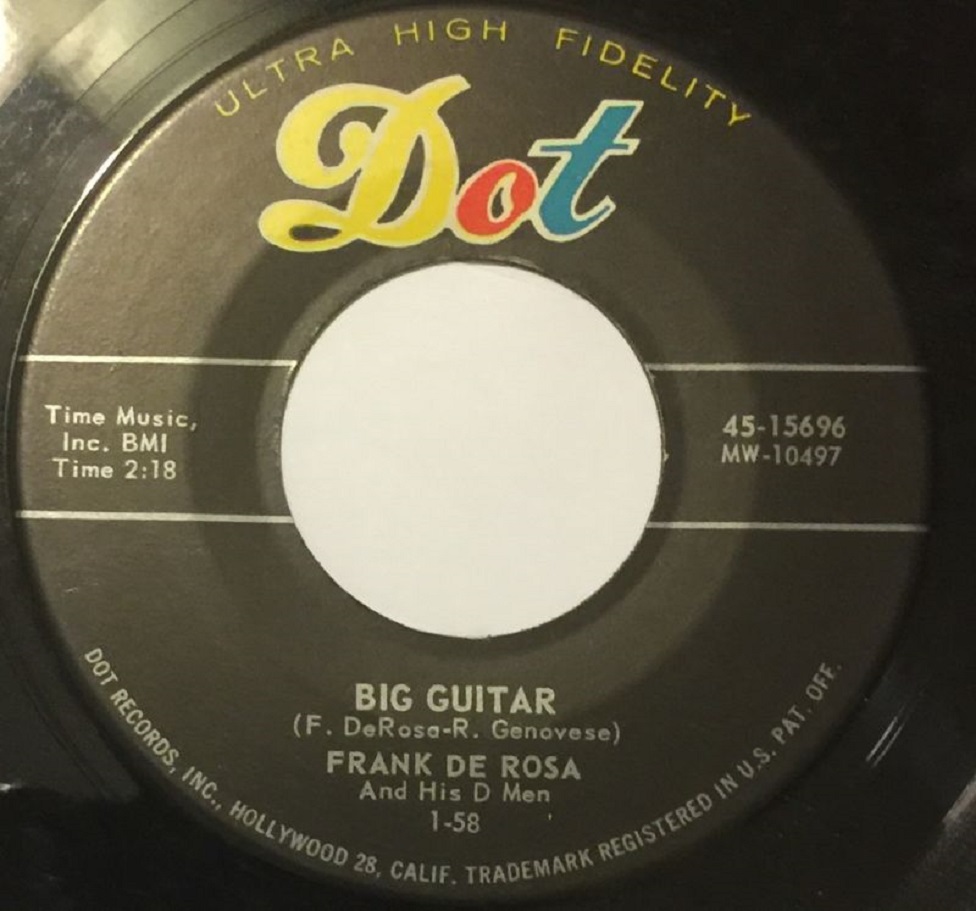 ULTRA HIGH FIDELITY
Dot
Time Music,
Inc. BMI
Time 2:18
45-15696
MW-10497
BIG GUITAR
(F. DeRosa-R. Genovese)
FRANK DE ROSA
And His D Men
1-58
DOT RECORDS, INC., HOLLYWOOD 28, CALIF. TRADEMARK REGISTERED IN U.S. PAT. OFF.